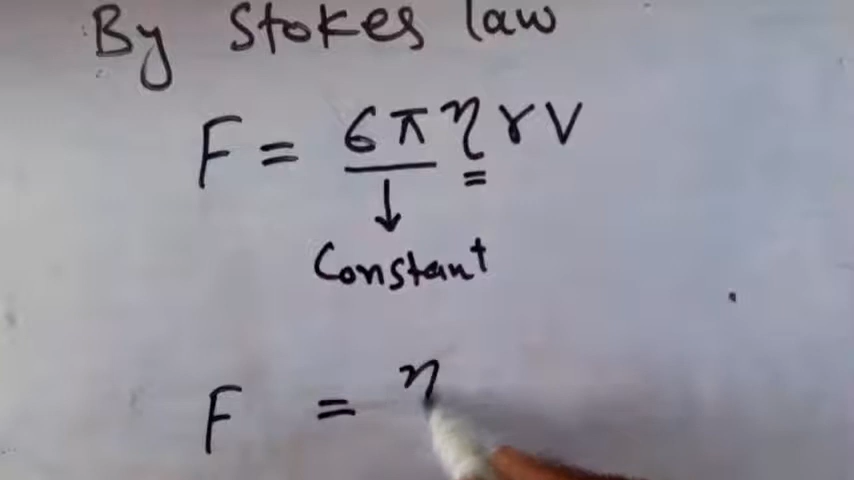 By Stokes law
F = 6πηrv
Constant
F = η